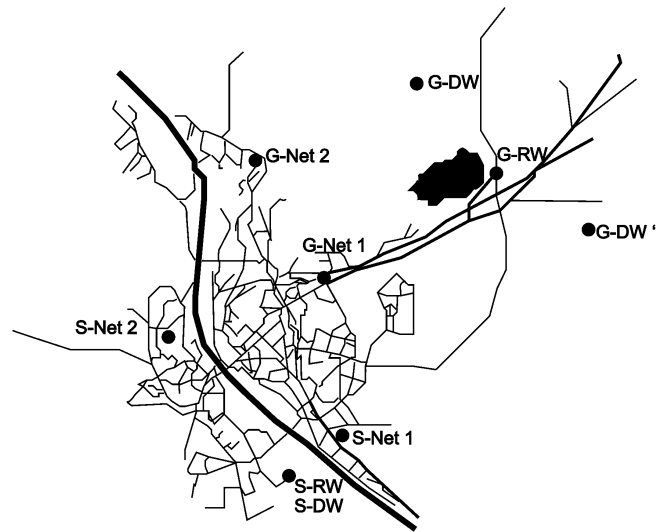 G-DW
G-Net 2
G-RW
G-DW '
G-Net 1
S-Net 2
S-Net 1
S-RW
S-DW